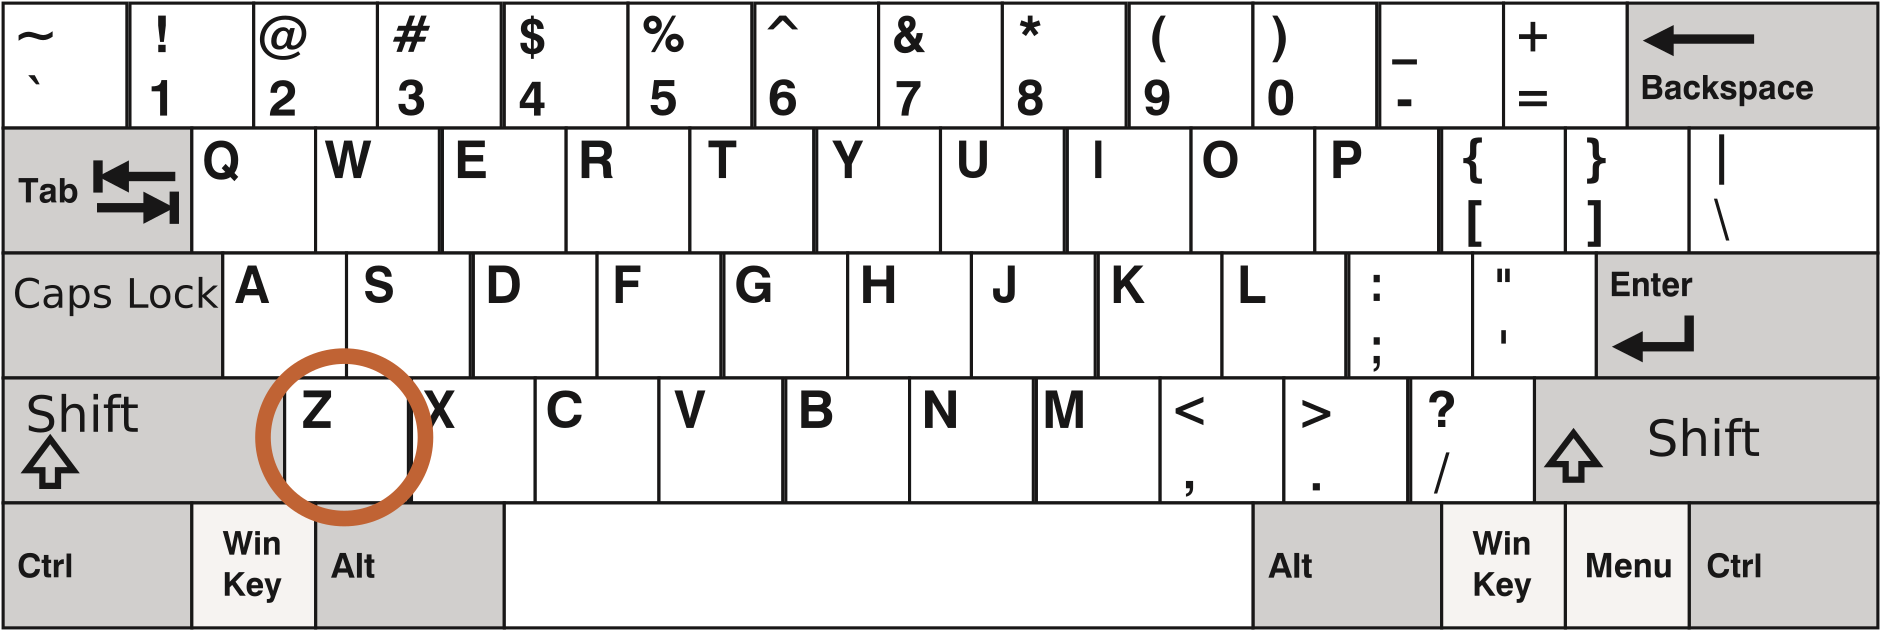 ~ ! @ # $ % ^ & * ( ) _ +
` 1 2 3 4 5 6 7 8 9 0 - = Backspace
Tab Q W E R T Y U I O P { } |
[ ] \
Caps Lock A S D F G H J K L : " Enter
; '
Shift Z X C V B N M < > ? Shift
, . /
Ctrl Win Key Alt Alt Win Key Menu Ctrl